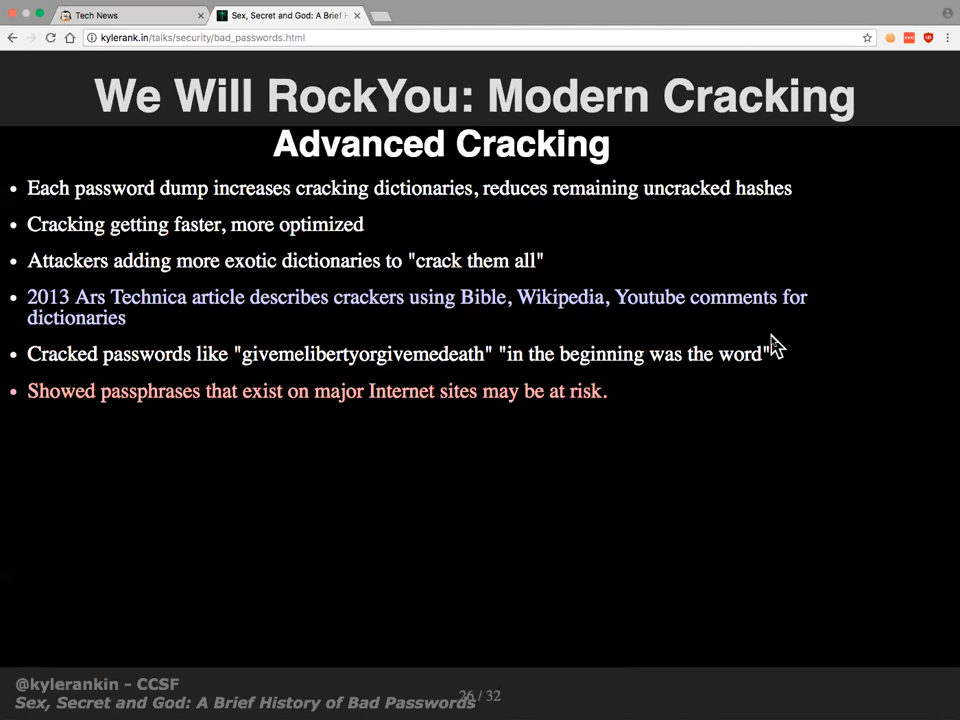 Tech News
Sex, Secret and God: A Brief H
kylerank.in/talks/security/bad_passwords.html
We Will RockYou: Modern Cracking
Advanced Cracking
• Each password dump increases cracking dictionaries, reduces remaining uncracked hashes
• Cracking getting faster, more optimized
• Attackers adding more exotic dictionaries to "crack them all"
• 2013 Ars Technica article describes crackers using Bible, Wikipedia, Youtube comments for
dictionaries
• Cracked passwords like "givemelibertyorgivemedeath" "in the beginning was the word"
• Showed passphrases that exist on major Internet sites may be at risk.
@kylerankin - CCSF
Sex, Secret and God: A Brief History of Bad Passwords
26 / 32